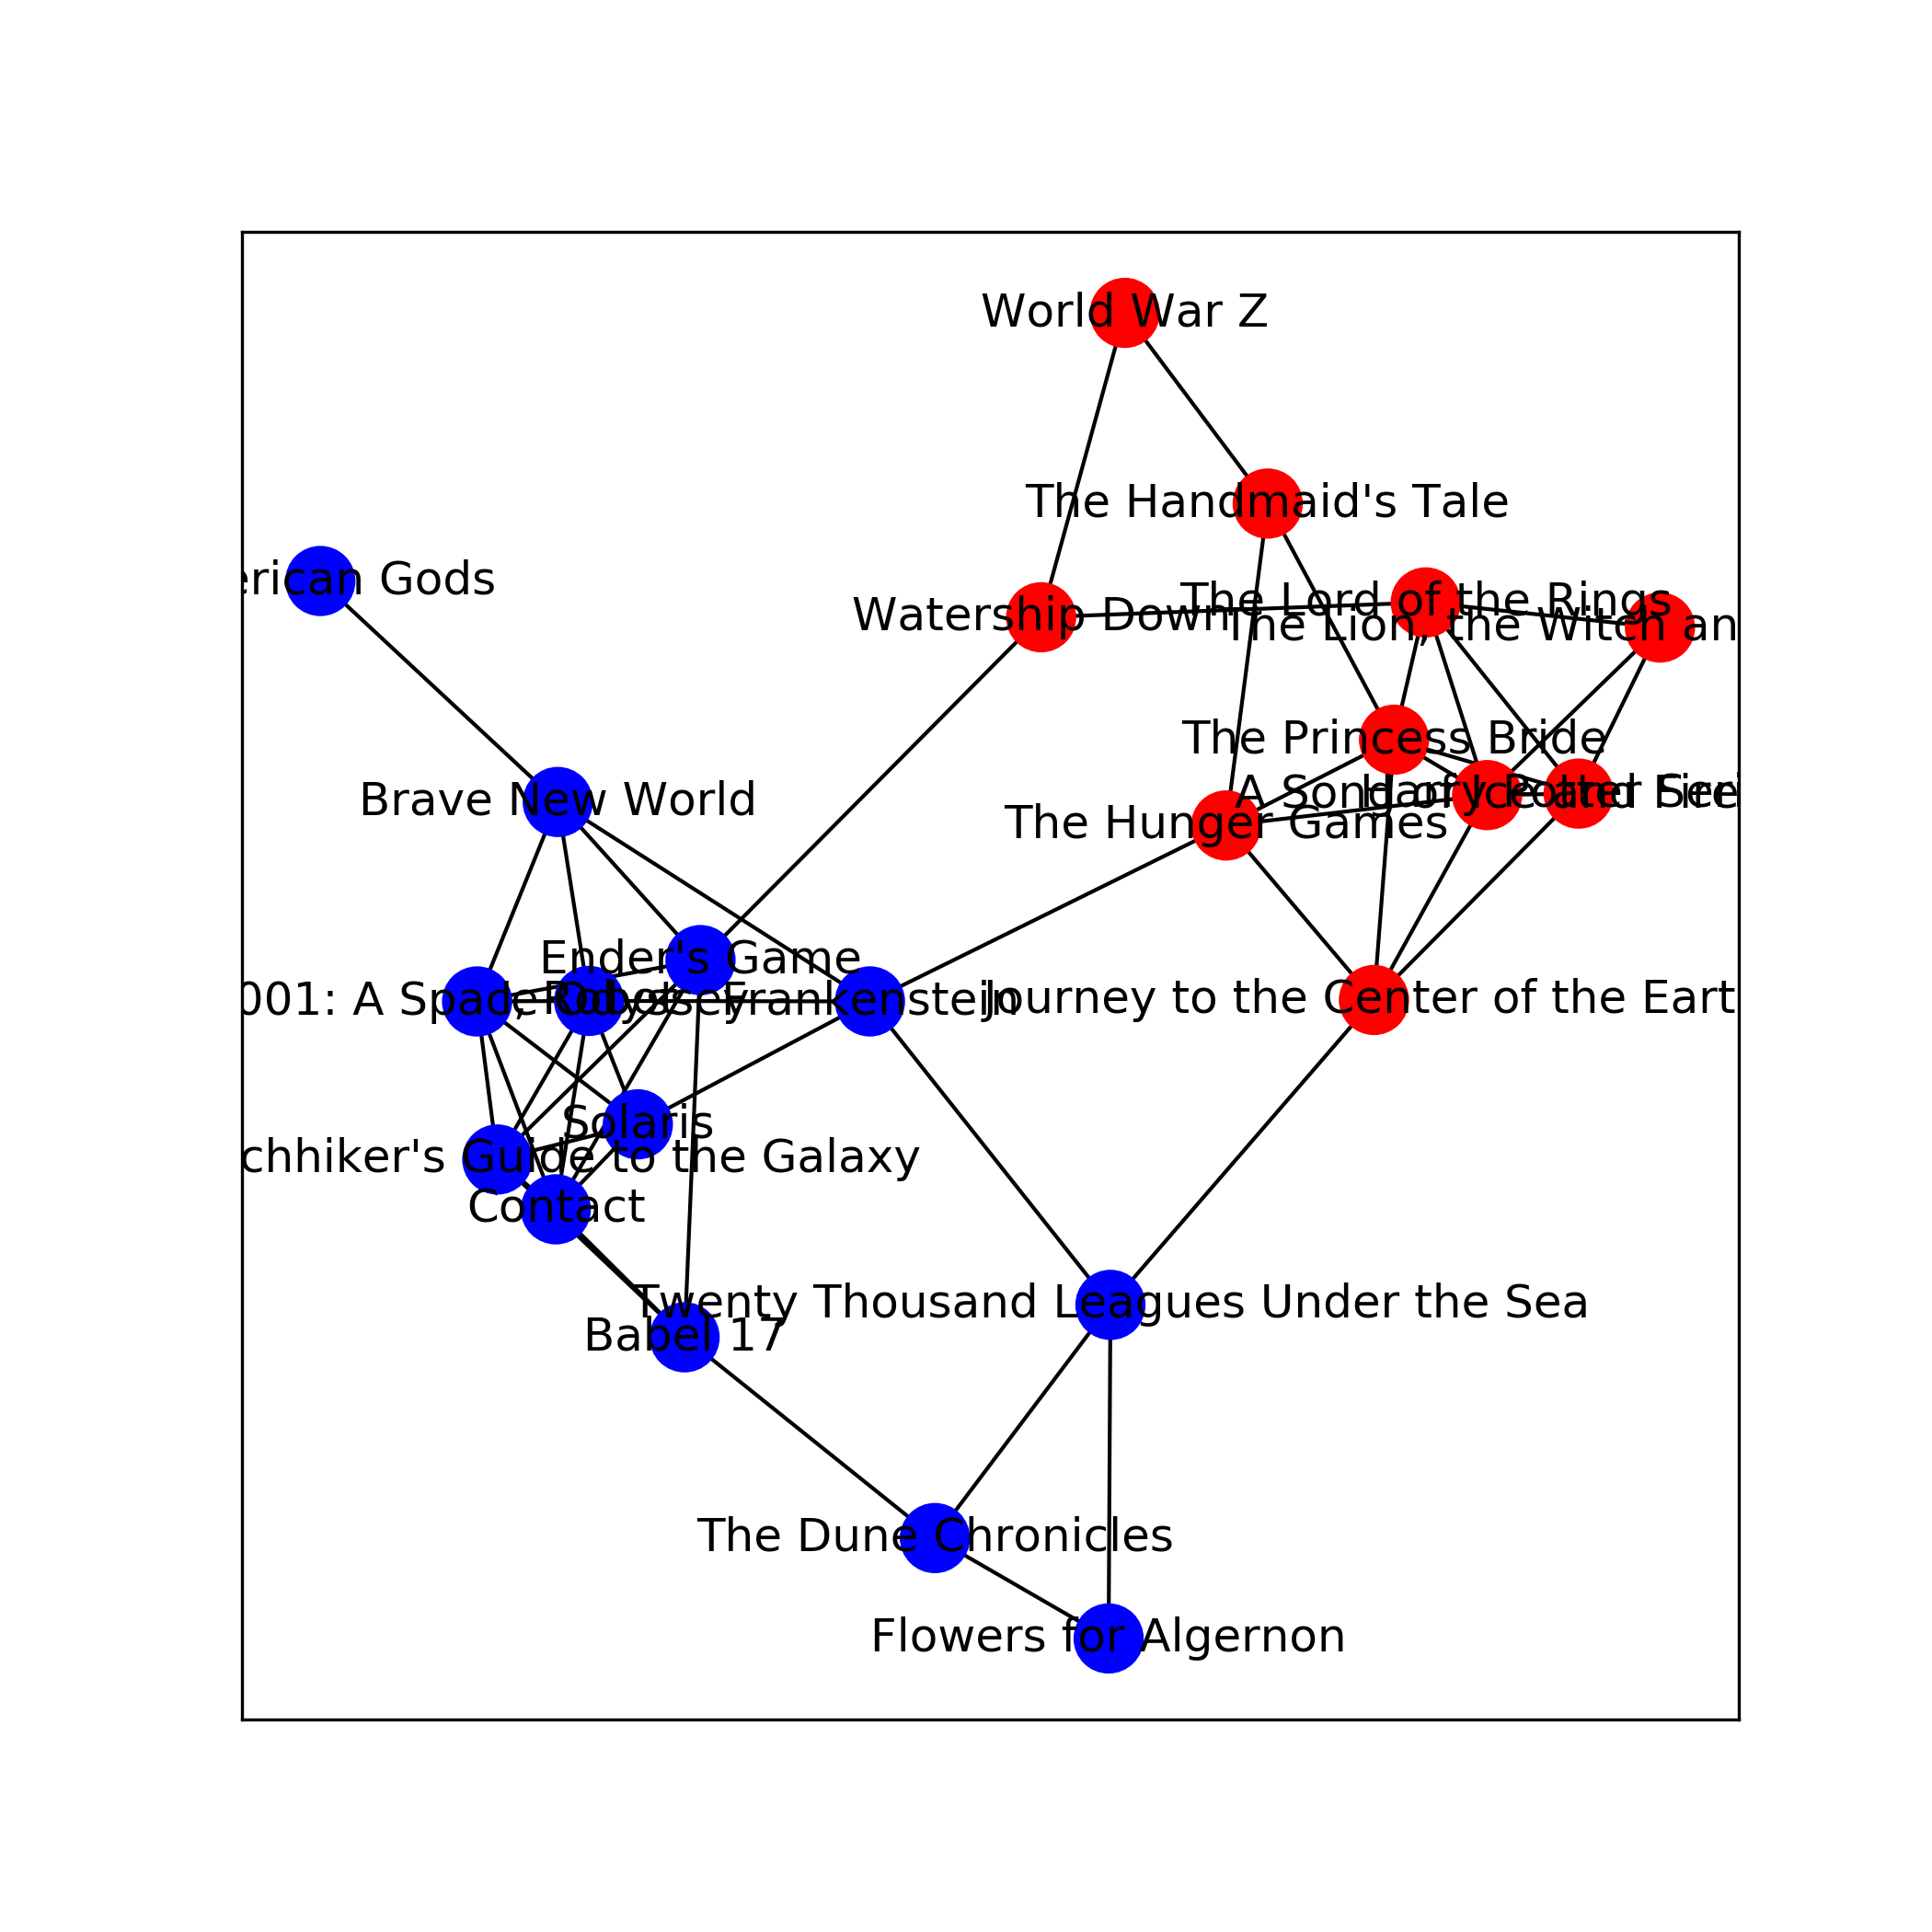 World War Z
The Handmaid's Tale
erican Gods
The Lord of the Rings
Watership Down
The Lion, the Witch an
The Princess Bride
Brave New World
A Song of Ice and Fire
Harry Potter Seri
The Hunger Games
Ender's Game
001: A Space Odyssey
I, Robot
Frankenstein
Journey to the Center of the Eart
Solaris
chhiker's Guide to the Galaxy
Contact
Twenty Thousand Leagues Under the Sea
Babel 17
The Dune Chronicles
Flowers for Algernon